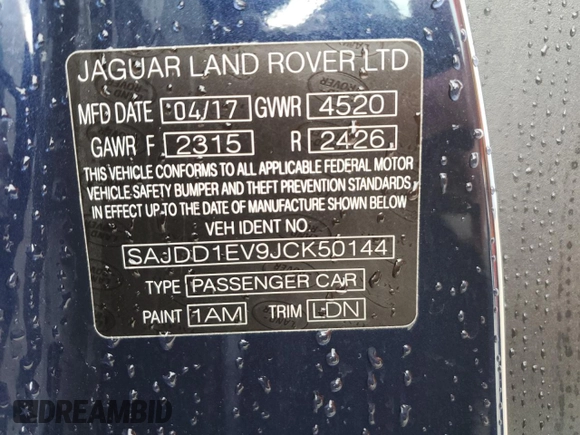 JAGUAR LAND ROVER LTD
MFD DATE 04/17 GWWR 4520
GAWR F 2315 R 2426
THIS VEHICLE CONFORMS TO ALL APPLICABLE FEDERAL MOTOR
VEHICLE SAFETY BUMPER AND THEFT PREVENTION STANDARDS
IN EFFECT UP TO THE DATE OF MANUFACTURE SHOWN BELOW
VEH IDENT NO.
SAJDD1EV9JCK50144
TYPE PASSENGER CAR
PAINT 1AM TRIM LDN
DREAMBID